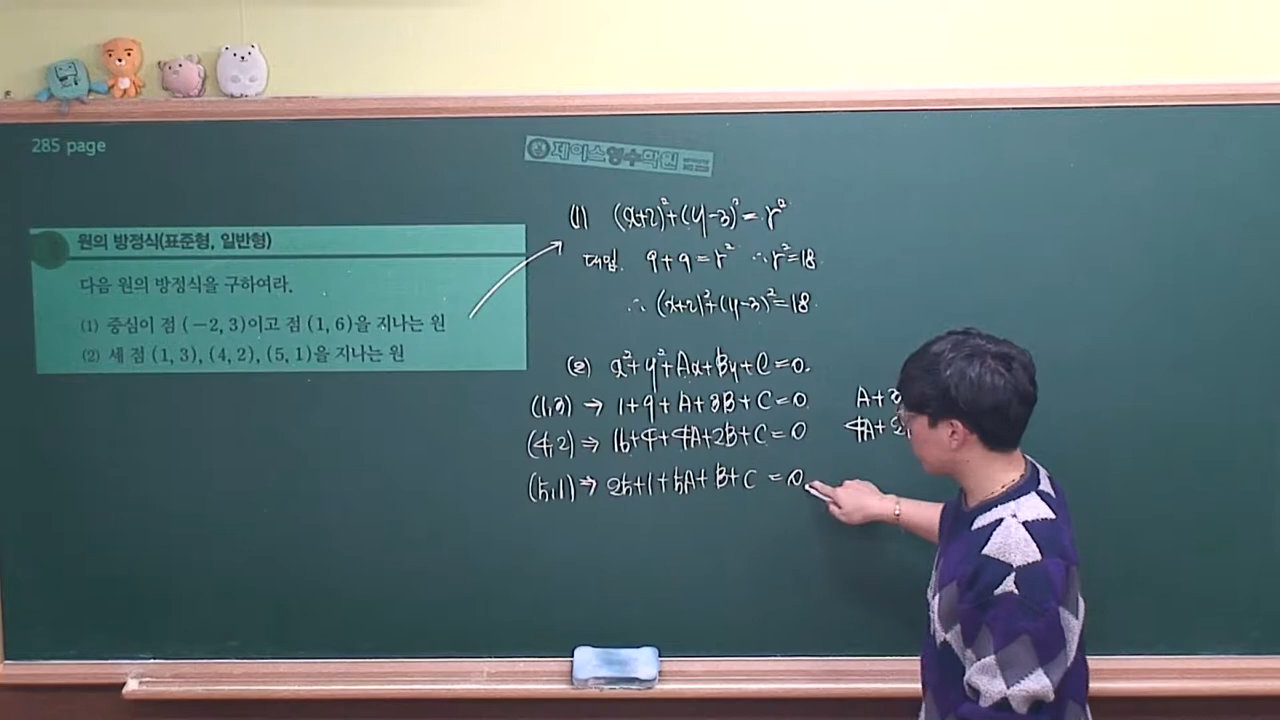 285 page
제이스영수학원
원의 방정식(표준형, 일반형)
다음 원의 방정식을 구하여라.
(1) 중심이 점 (−2, 3)이고 점 (1, 6)을 지나는 원
(2) 세 점 (1, 3), (4, 2), (5, 1)을 지나는 원
(1) (x+2)²+(y−3)²=r²
대입. 9+9=r² ∴r²=18.
∴ (x+2)²+(y−3)²=18.
(2) x²+y²+Ax+By+C=0.
(1,3) → 1+9+A+3B+C=0
(4,2) → 16+4+4A+2B+C=0
(5,1) → 25+1+5A+B+C=0
A+3
4A+2